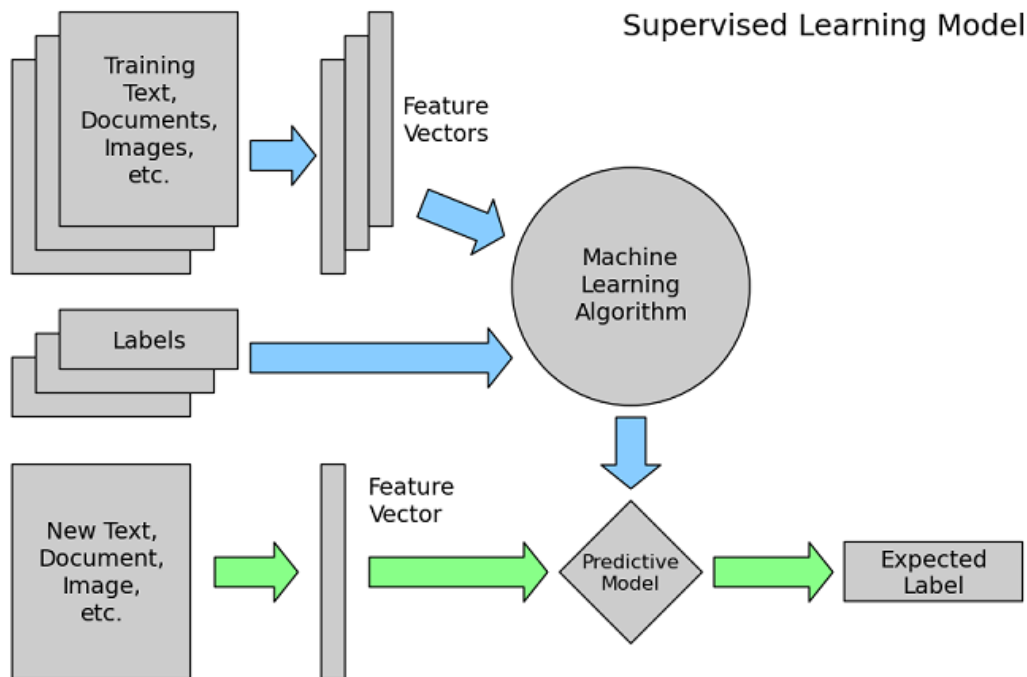 Supervised Learning Model
Training
Text,
Documents,
Images,
etc.
Feature
Vectors
Machine
Learning
Algorithm
Labels
New Text,
Document,
Image,
etc.
Feature
Vector
Predictive
Model
Expected
Label